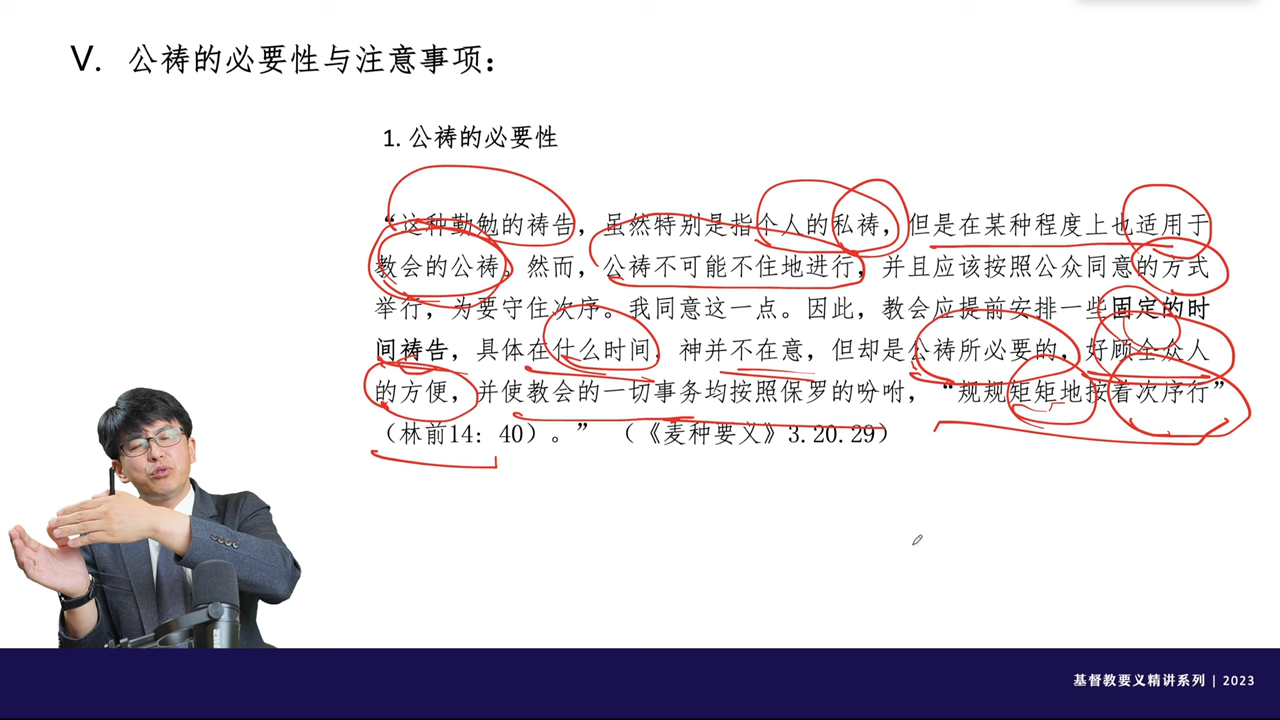 V. 公祷的必要性与注意事项：
1. 公祷的必要性
“这种勤勉的祷告，虽然特别是指个人的私祷，但是在某种程度上也适用于
教会的公祷。然而，公祷不可能不住地进行，并且应该按照公众同意的方式
举行，为要守住次序。我同意这一点。因此，教会应提前安排一些固定的时
间祷告，具体在什么时间，神并不在意，但却是公祷所必要的，好顾全众人
的方便，并使教会的一切事务均按照保罗的吩咐，“规规矩矩地按着次序行”
（林前14：40）。”（《麦种要义》3.20.29）
基督教要义精讲系列 | 2023